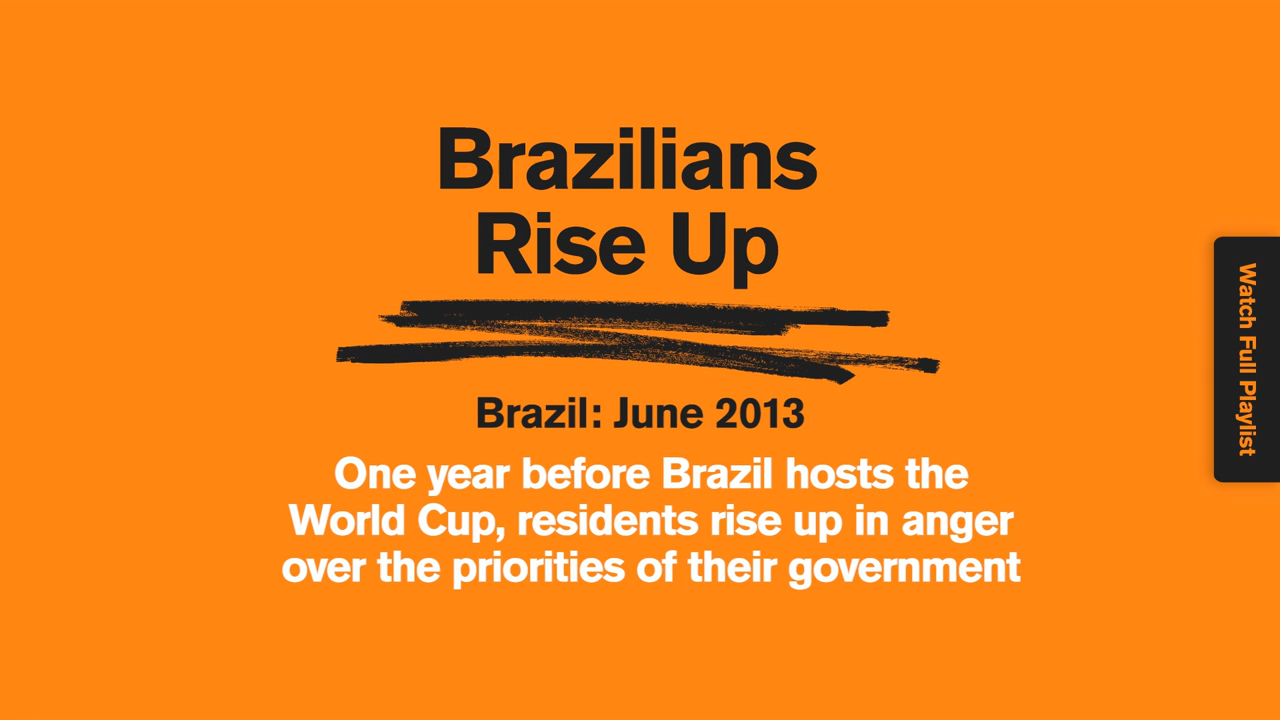 Brazilians
Rise Up
Brazil: June 2013
One year before Brazil hosts the
World Cup, residents rise up in anger
over the priorities of their government
Watch Full Playlist